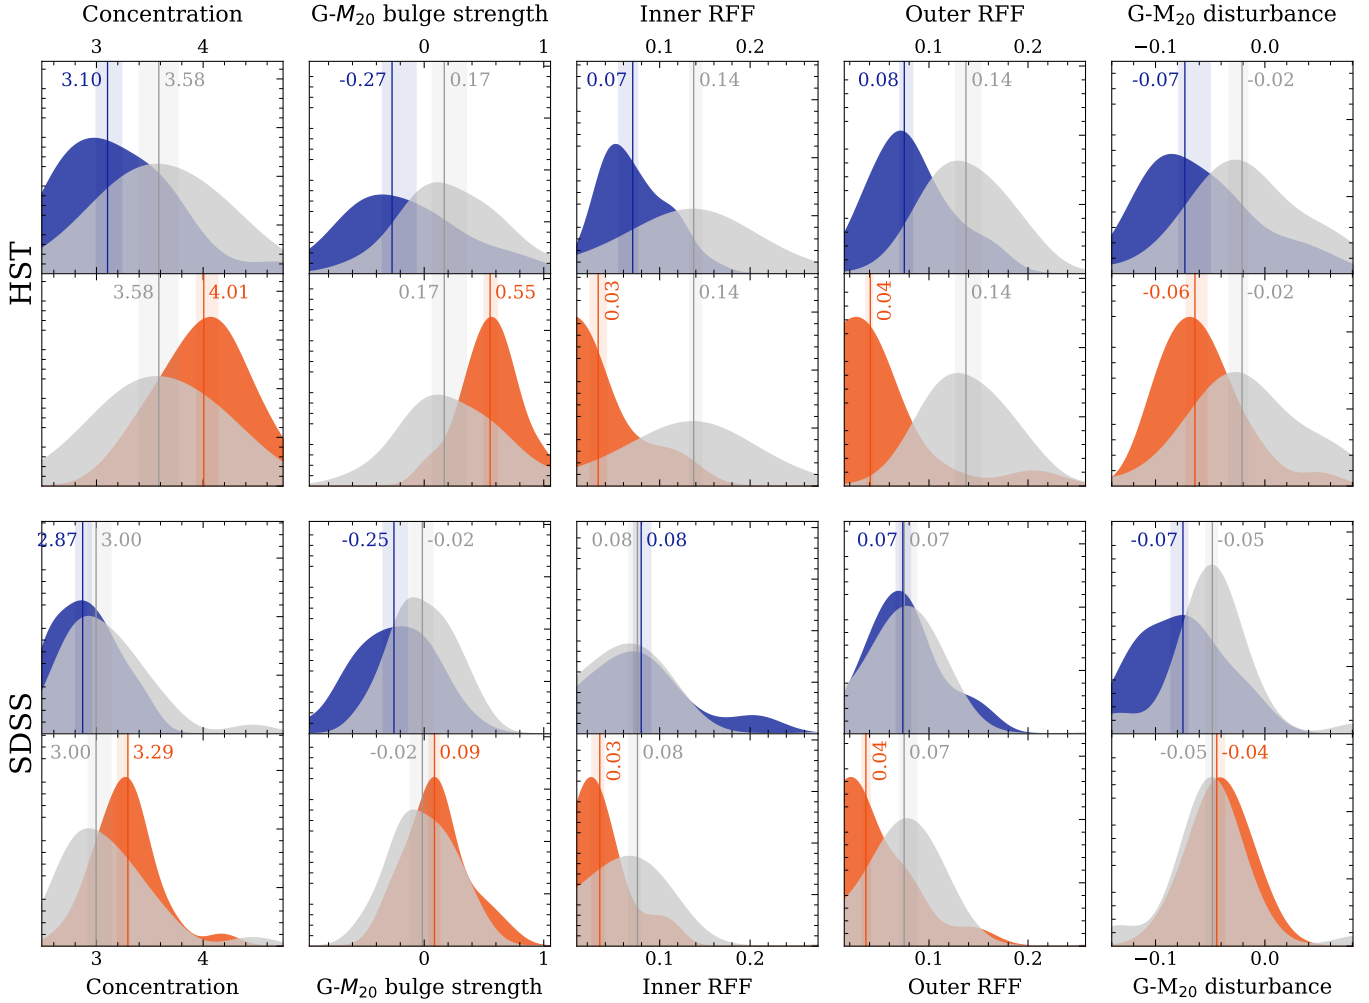 Concentration G-M20 bulge strength Inner RFF Outer RFF G-M20 disturbance
3 4 0 1 0.1 0.2 0.1 0.2 −0.1 0.0
HST
3.10 3.58 -0.27 0.17 0.07 0.14 0.08 0.14 -0.07 -0.02
3.58 4.01 0.17 0.55 0.03 0.14 0.04 0.14 -0.06 -0.02
SDSS
2.87 3.00 -0.25 -0.02 0.08 0.08 0.07 0.07 -0.07 -0.05
3.00 3.29 -0.02 0.09 0.03 0.08 0.04 0.07 -0.05 -0.04
3 4 0 1 0.1 0.2 0.1 0.2 −0.1 0.0
Concentration G-M20 bulge strength Inner RFF Outer RFF G-M20 disturbance